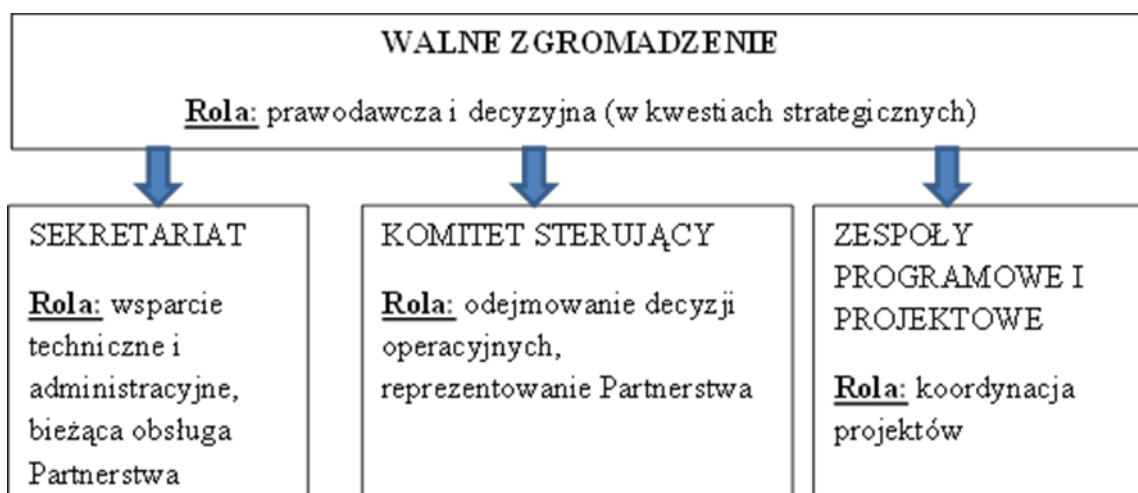 WALNE ZGROMADZENIE
Rola: prawodawcza i decyzyjna (w kwestiach strategicznych)
SEKRETARIAT
Rola: wsparcie
techniczne i
administracyjne,
bieżąca obsługa
Partnerstwa
KOMITET STERUJĄCY
Rola: odejmowanie decyzji
operacyjnych,
reprezentowanie Partnerstwa
ZESPOŁY
PROGRAMOWE I
PROJEKTOWE
Rola: koordynacja
projektów